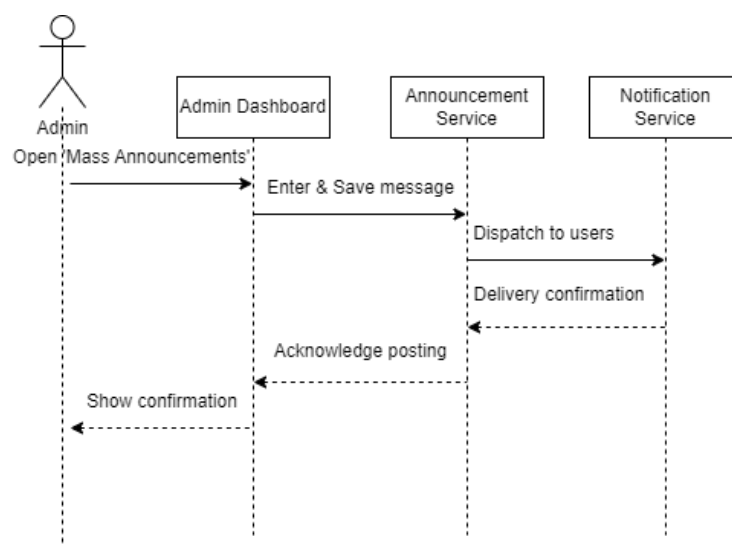 Admin
Admin Dashboard
Announcement
Service
Notification
Service
Open 'Mass Announcements'
Enter & Save message
Dispatch to users
Delivery confirmation
Acknowledge posting
Show confirmation